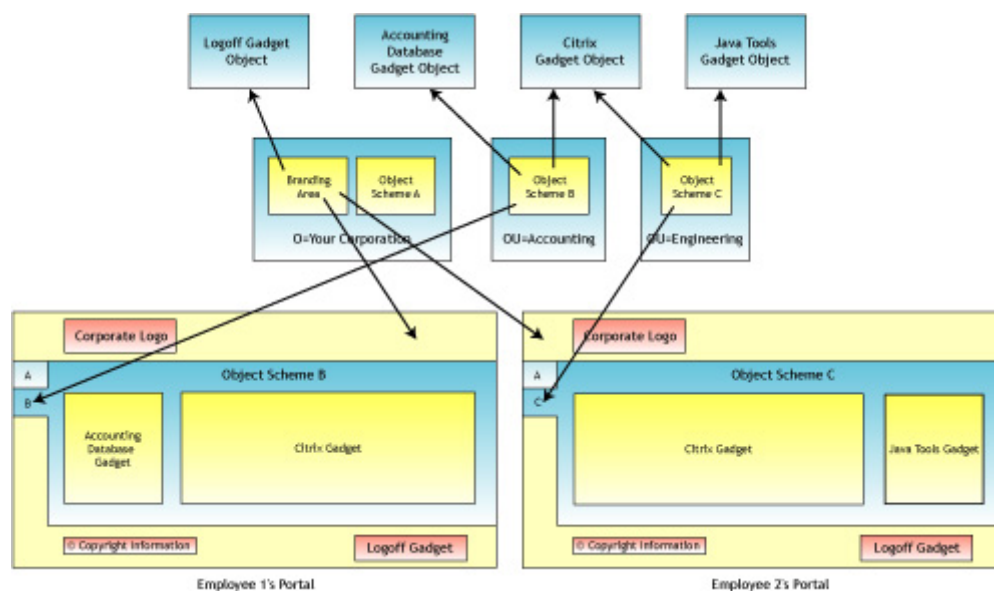 Logoff Gadget
Object
Accounting
Database
Gadget Object
Citrix
Gadget Object
Java Tools
Gadget Object
Branding
Area
Object
Scheme A
O=Your Corporation
Object
Scheme B
OU=Accounting
Object
Scheme C
OU=Engineering
Corporate Logo
A
Object Scheme B
B
Accounting
Database
Gadget
Citrix Gadget
© Copyright Information
Logoff Gadget
Employee 1's Portal
Corporate Logo
A
Object Scheme C
C
Citrix Gadget
Java Tools Gadget
© Copyright Information
Logoff Gadget
Employee 2's Portal